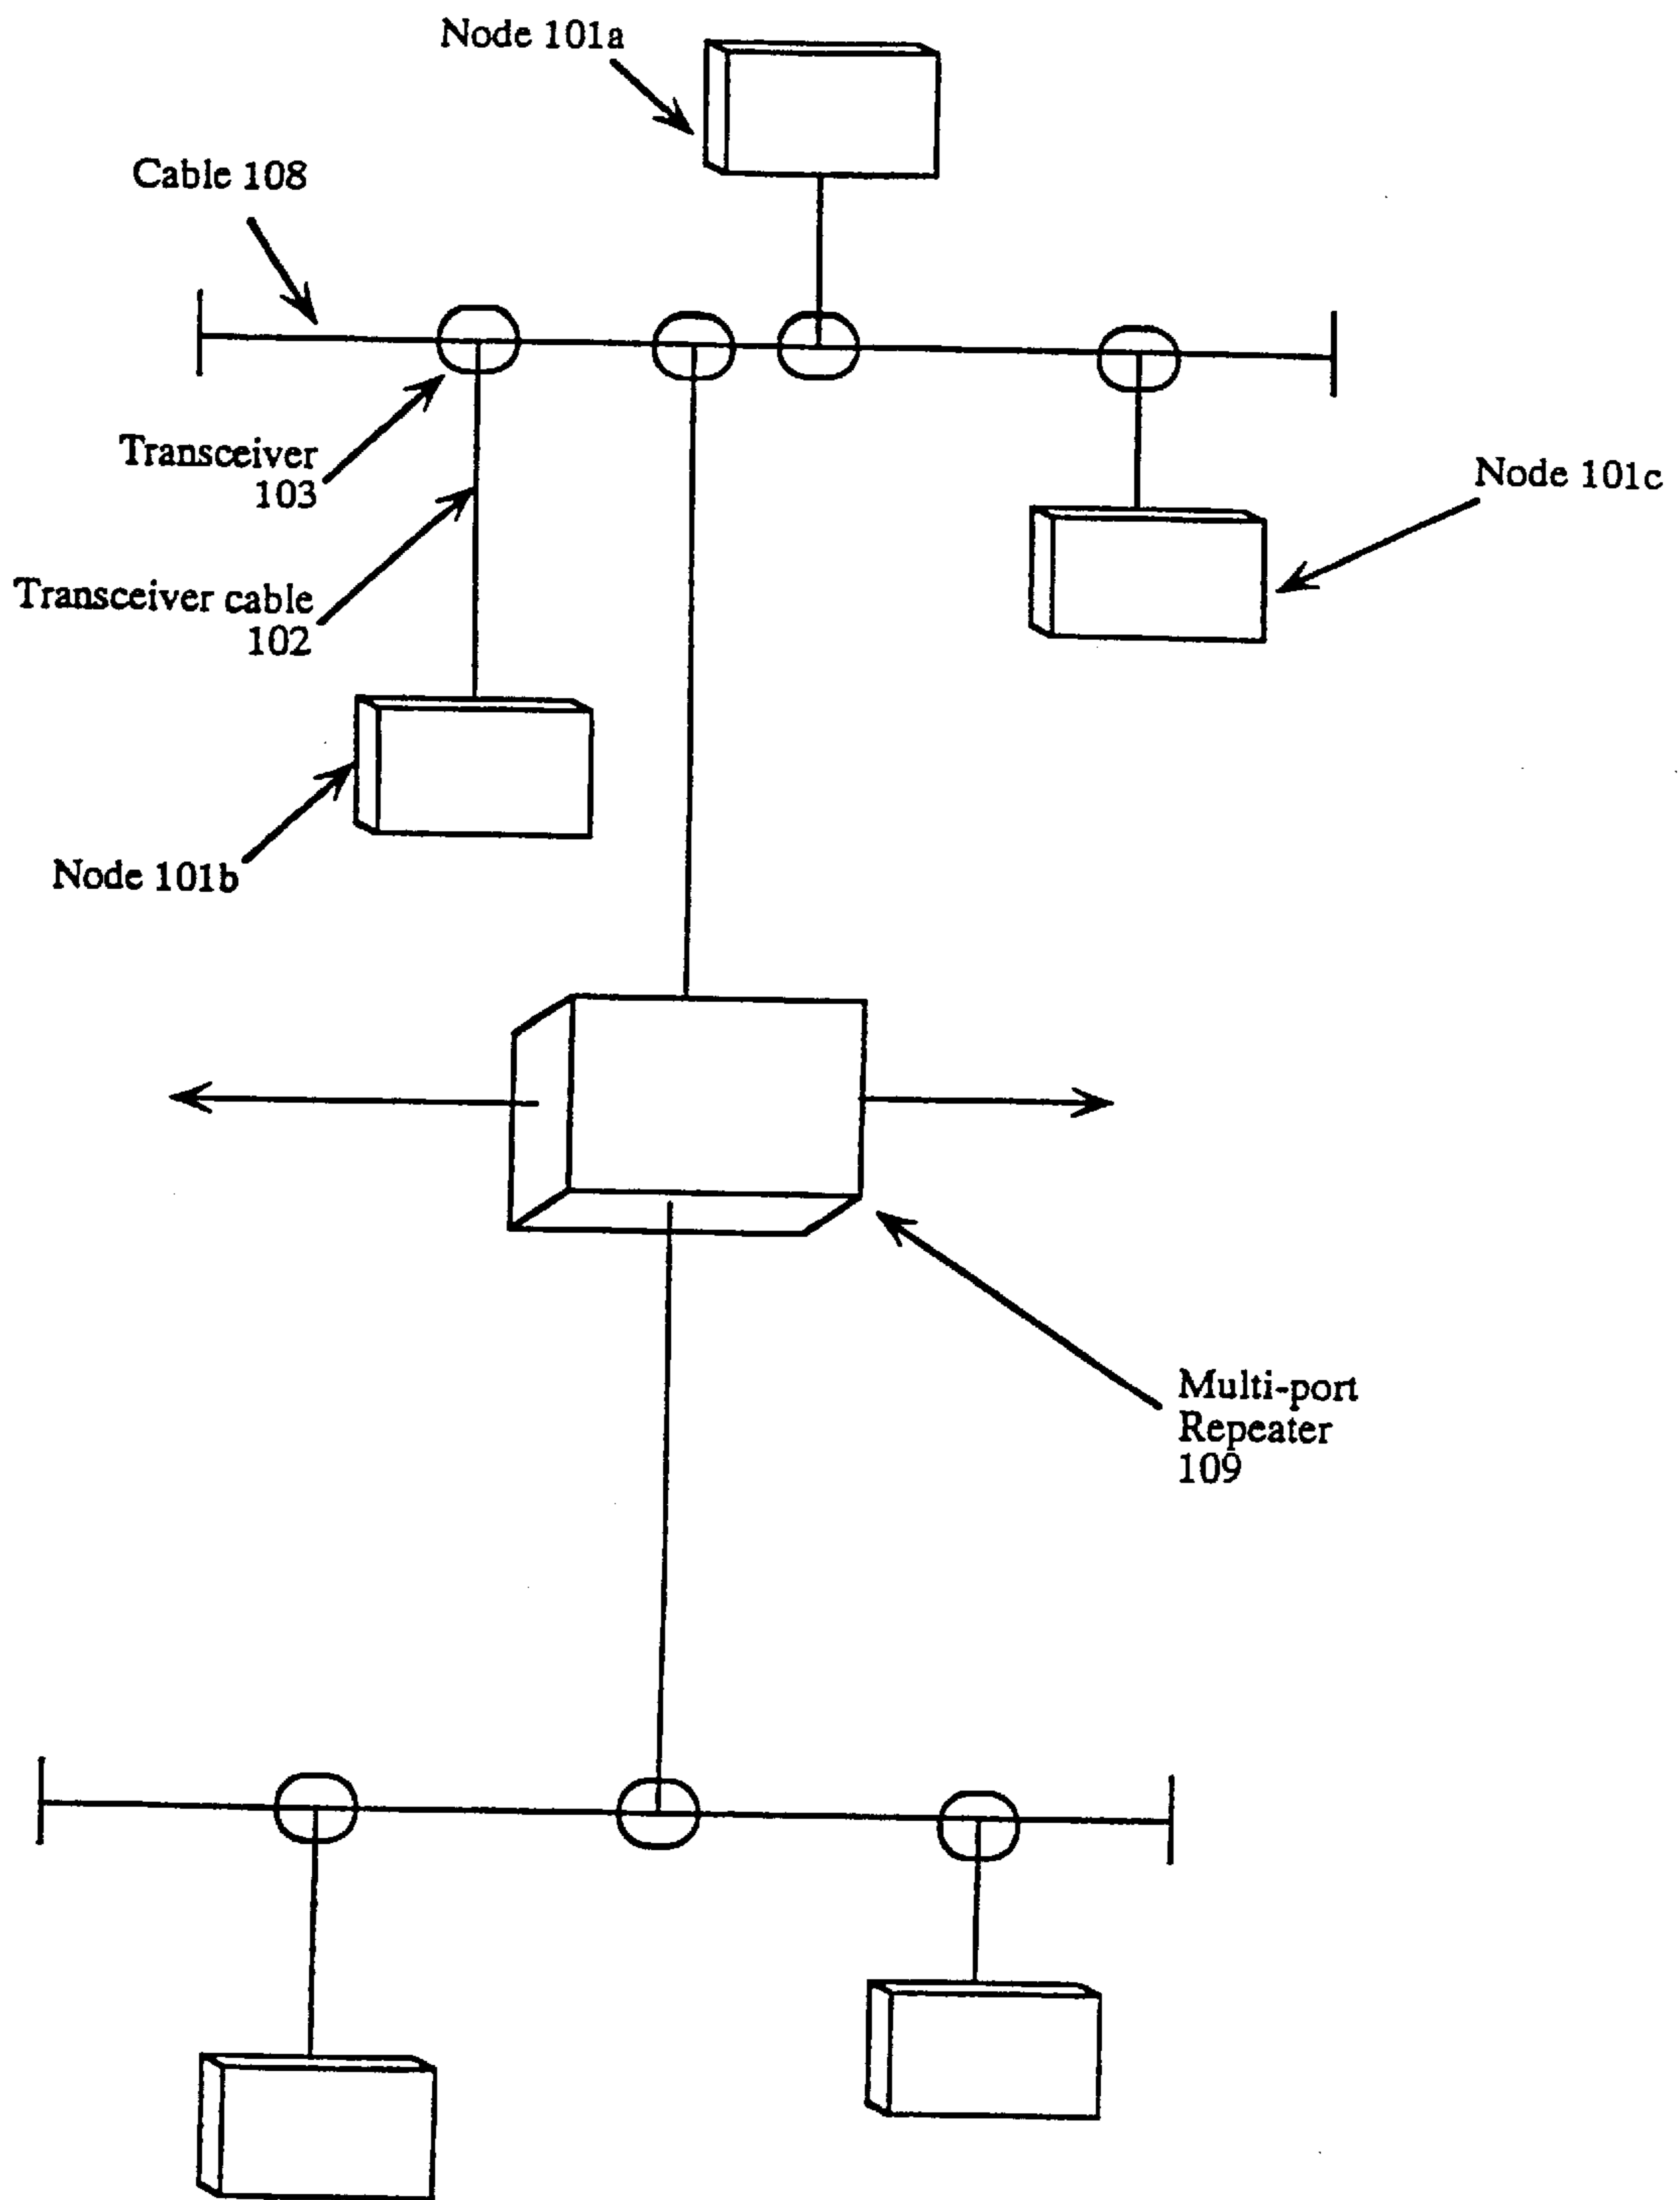 Node 101a
Cable 108
Transceiver
103
Node 101c
Transceiver cable
102
Node 101b
Multi-port
Repeater
109